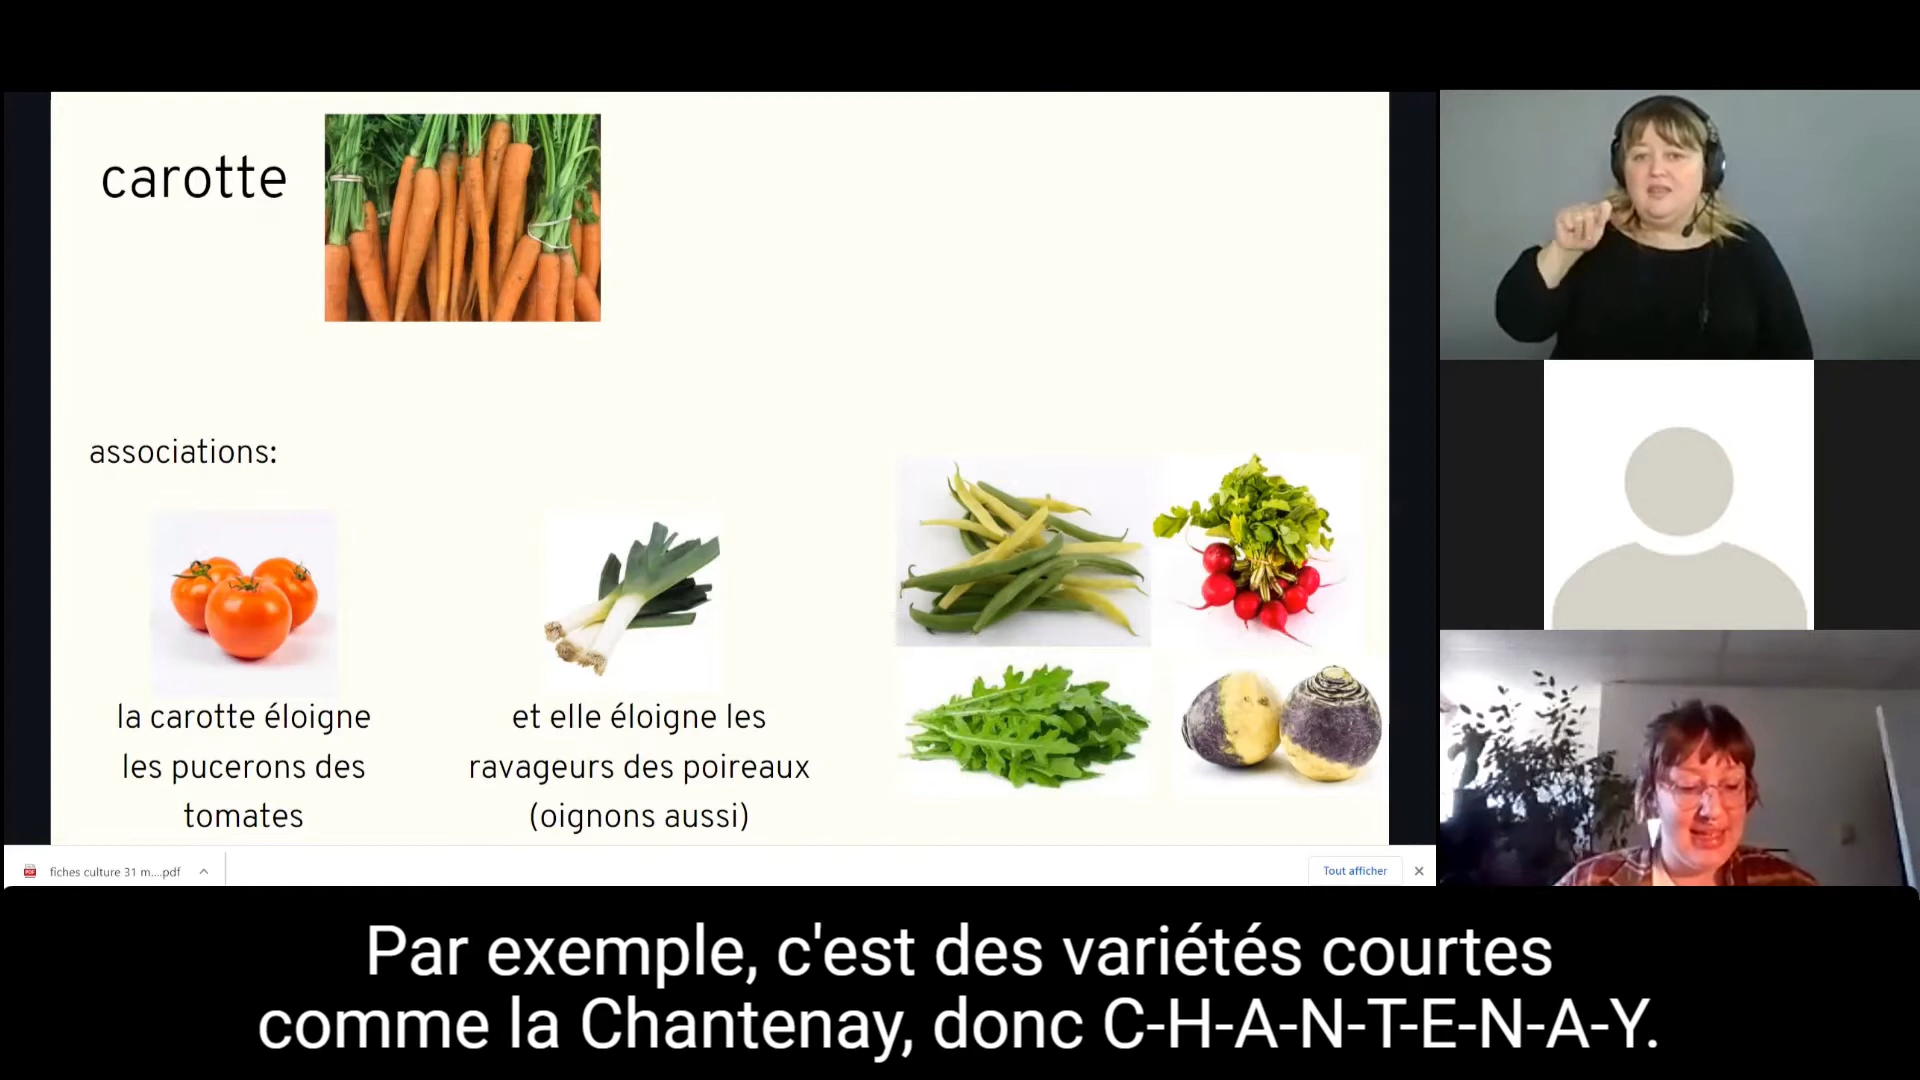 carotte
associations:
la carotte éloigne
les pucerons des
tomates
et elle éloigne les
ravageurs des poireaux
(oignons aussi)
fiches culture 31 m....pdf
Tout afficher
Par exemple, c'est des variétés courtes
comme la Chantenay, donc C-H-A-N-T-E-N-A-Y.